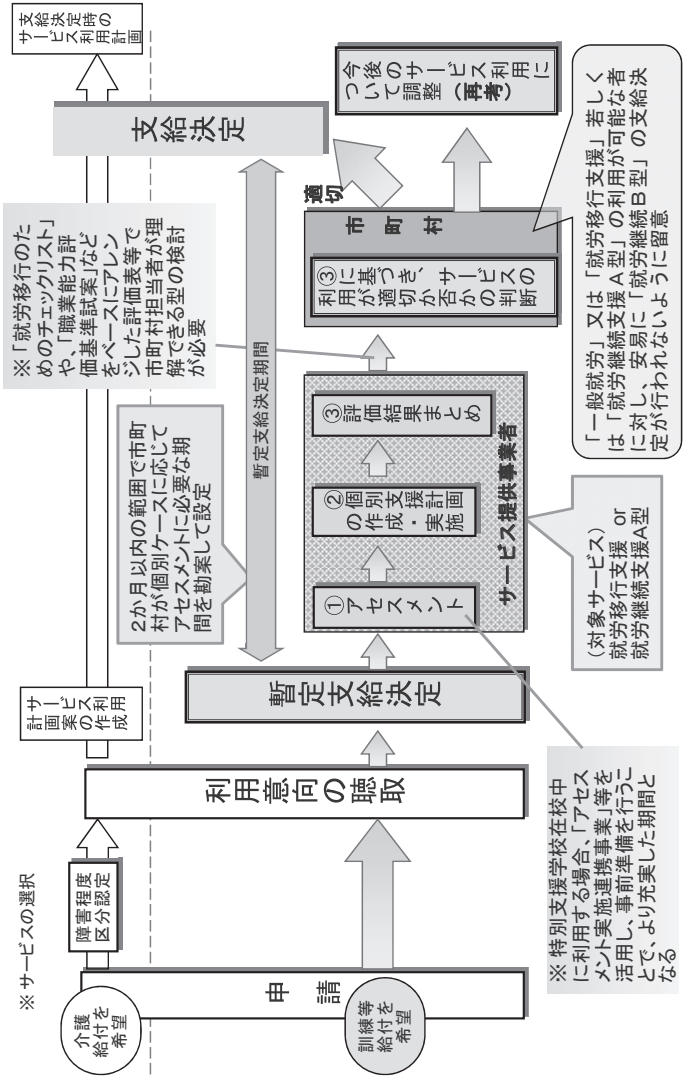 ※ サービスの選択
介護
給付を
希望
訓練等
給付を
希望
申 請
障害程度
区分認定
利用意向の聴取
サービス利用
計画案の作成
暫定支給決定
2か月以内の範囲で市町
村が個別ケースに応じて
アセスメントに必要な期
間を勘案して設定
暫定支給決定期間
①アセスメント
②個別支援計画
の作成・実施
③評価結果まとめ
サービス提供事業者
※特別支援学校在校中
に利用する場合、「アセス
メント実施連携事業」等を
活用し、事前準備を行うこ
とで、より充実した期間と
なる
（対象サービス）
就労移行支援 or
就労継続支援A型
※「就労移行のた
めのチェックリスト」
や、「職業能力評
価基準試案」など
をベースにアレン
ジした評価表等で
市町村担当者が理
解できる型の検討
が必要
③に基づき、サービスの
利用が適切か否かの判断
市 町 村
適切
支給決定
支給決定時の
サービス利用計画
今後のサービス利用に
ついて調整（再考）
「一般就労」又は「就労移行支援」若しく
は「就労継続支援A型」の利用が可能な者
に対し、安易に「就労継続B型」の支給決
定が行われないように留意